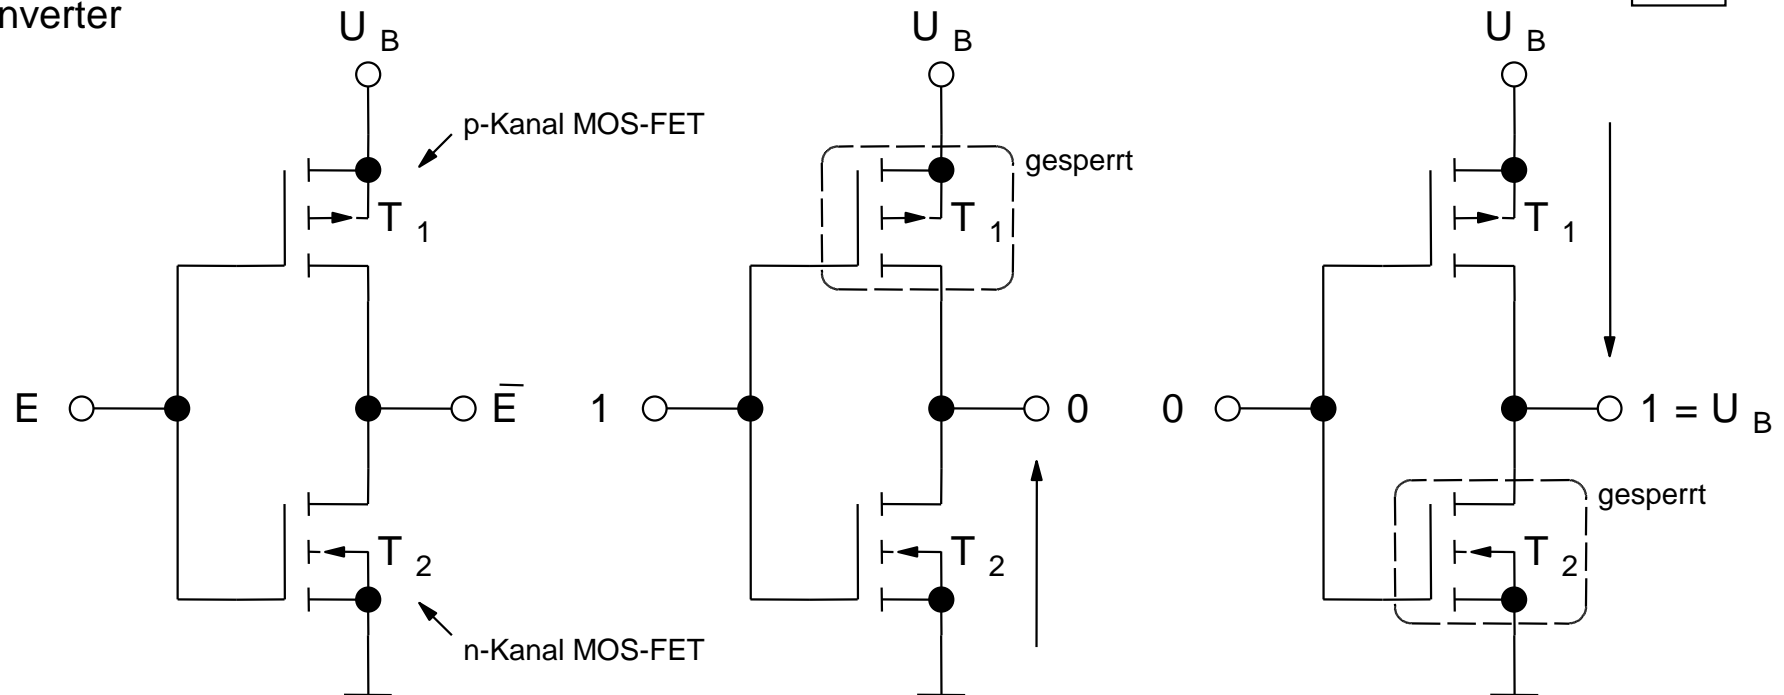 nverter
U B
U B
U B
p-Kanal MOS-FET
gesperrt
T 1
T 1
T 1
E
E̅
1
0
0
1 = U B
gesperrt
T 2
T 2
T 2
n-Kanal MOS-FET